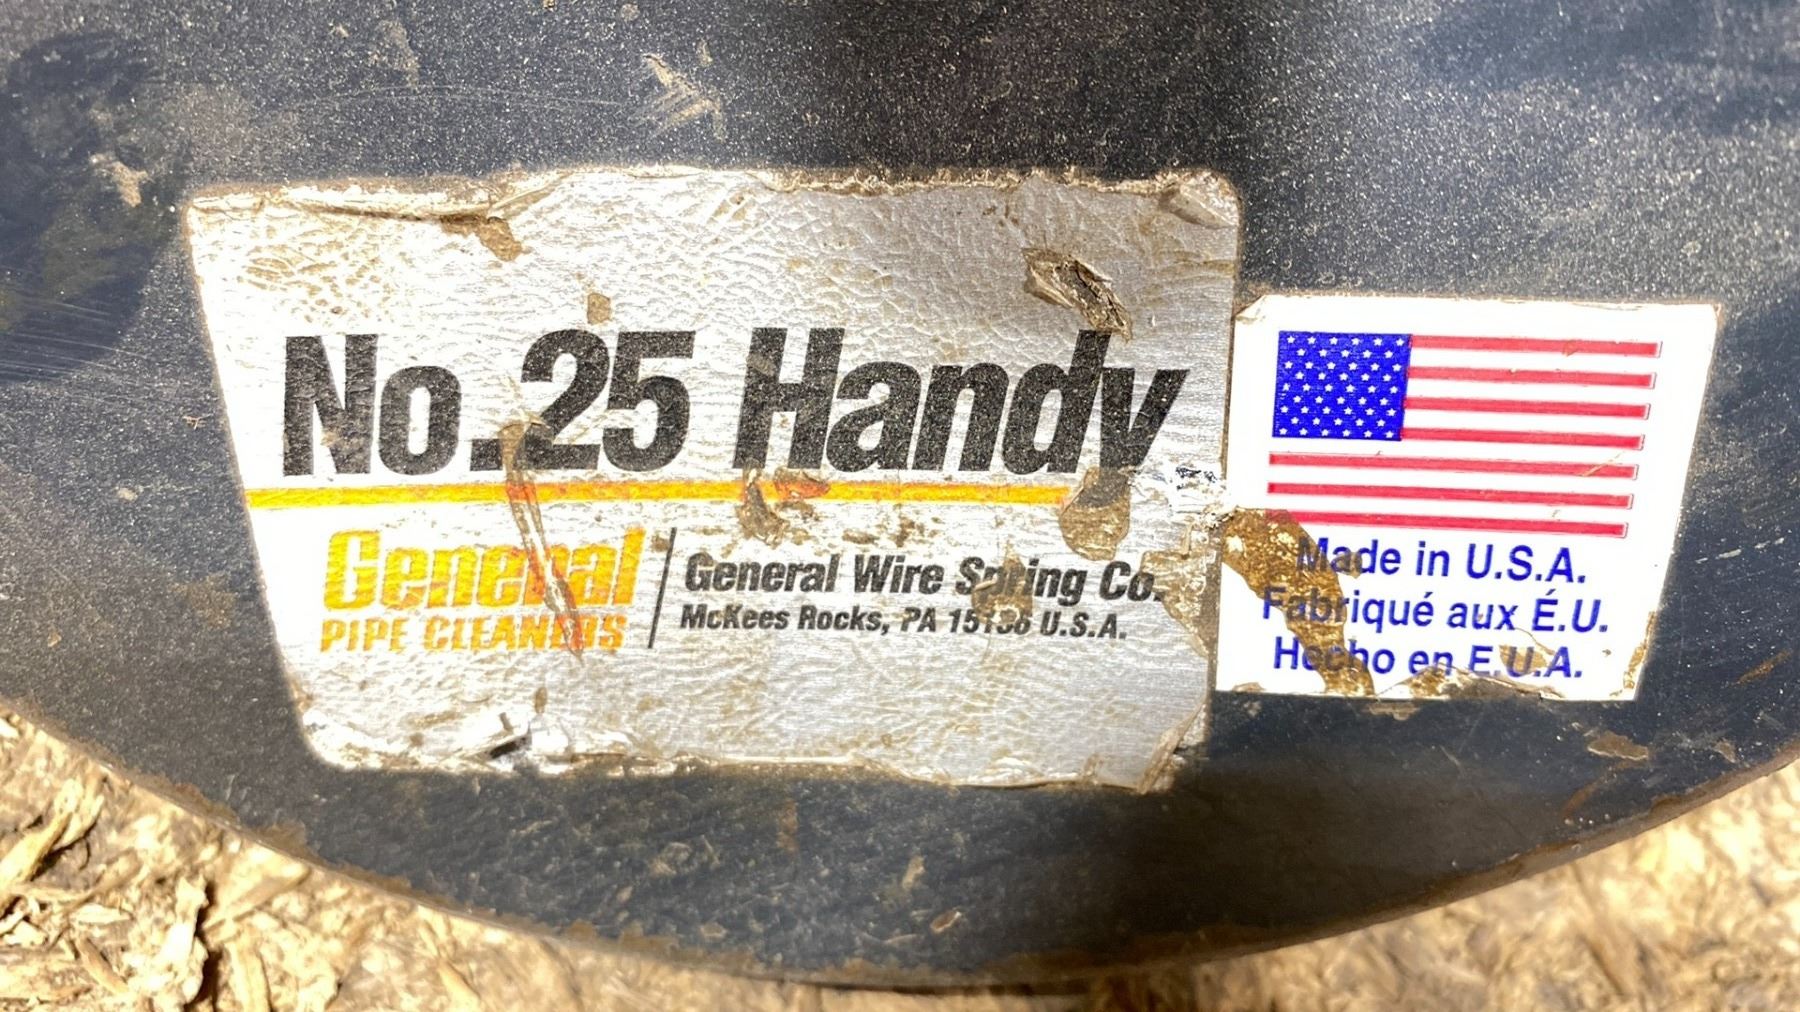 No.25 Handy
General
PIPE CLEANERS
General Wire Spring Co.
McKees Rocks, PA 15136 U.S.A.
Made in U.S.A.
Fabriqué aux É.U.
Hecho en E.U.A.